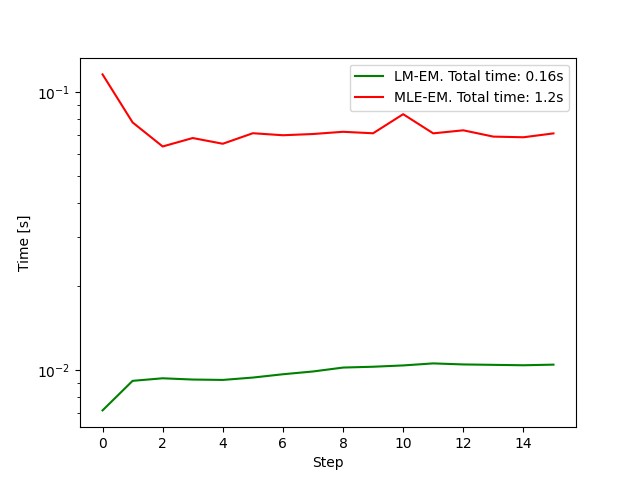 LM-EM. Total time: 0.16s
MLE-EM. Total time: 1.2s
10⁻¹
10⁻²
Time [s]
0 2 4 6 8 10 12 14
Step